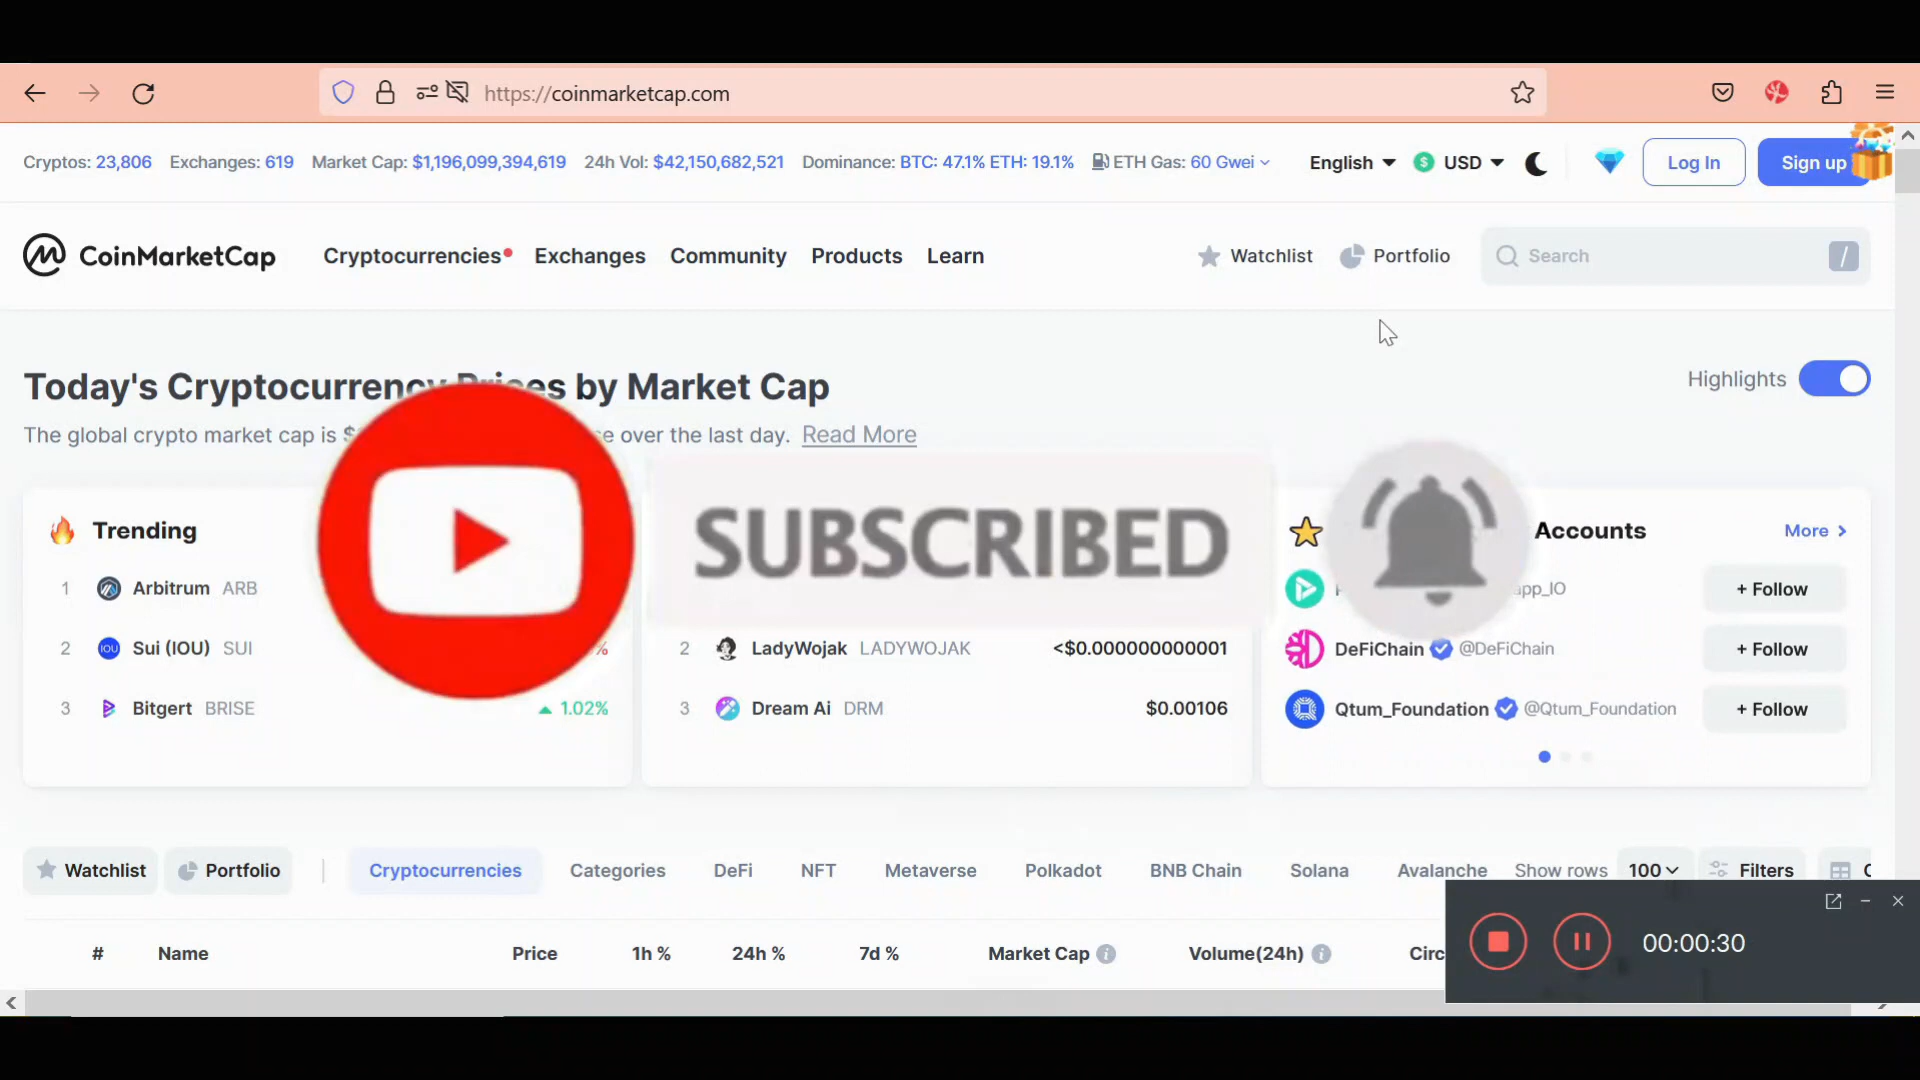 https://coinmarketcap.com
Cryptos: 23,806 Exchanges: 619 Market Cap: $1,196,099,394,619 24h Vol: $42,150,682,521 Dominance: BTC: 47.1% ETH: 19.1% ETH Gas: 60 Gwei English USD Log In Sign up
CoinMarketCap Cryptocurrencies Exchanges Community Products Learn Watchlist Portfolio Search /
Today's Cryptocurrency Prices by Market Cap
Highlights
The global crypto market cap is over the last day. Read More
SUBSCRIBED
Trending
Accounts More
1 Arbitrum ARB
+ Follow
2 Sui (IOU) SUI %
2 LadyWojak LADYWOJAK <$0.000000000001
DeFiChain @DeFiChain + Follow
3 Bitgert BRISE 1.02%
3 Dream Ai DRM $0.00106
Qtum_Foundation @Qtum_Foundation + Follow
Watchlist Portfolio Cryptocurrencies Categories DeFi NFT Metaverse Polkadot BNB Chain Solana Avalanche Show rows 100 Filters
# Name Price 1h % 24h % 7d % Market Cap Volume(24h)
00:00:30